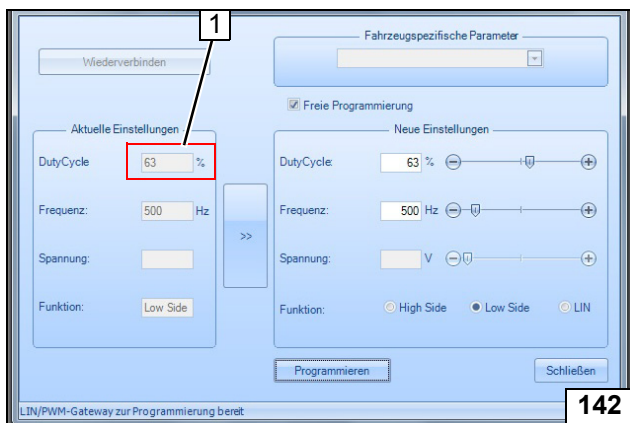 1
Fahrzeugspezifische Parameter
Wiederverbinden
Freie Programmierung
Aktuelle Einstellungen
DutyCycle 63 %
Frequenz: 500 Hz
Spannung:
Funktion: Low Side
>>
Neue Einstellungen
DutyCycle: 63 %
Frequenz: 500 Hz
Spannung: V
Funktion: High Side Low Side LIN
Programmieren Schließen
LIN/PWM-Gateway zur Programmierung bereit
142